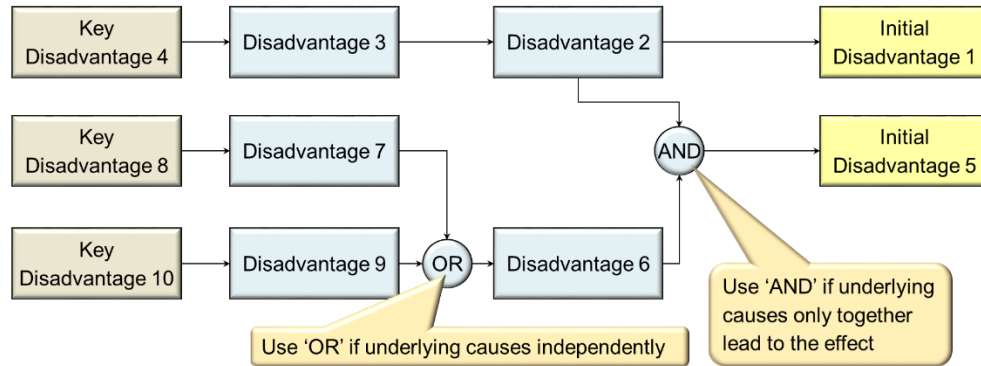 Key
Disadvantage 4
Disadvantage 3
Disadvantage 2
Initial
Disadvantage 1
Key
Disadvantage 8
Disadvantage 7
AND
Initial
Disadvantage 5
Key
Disadvantage 10
Disadvantage 9
OR
Disadvantage 6
Use ‘AND’ if underlying
causes only together
lead to the effect
Use ‘OR’ if underlying causes independently